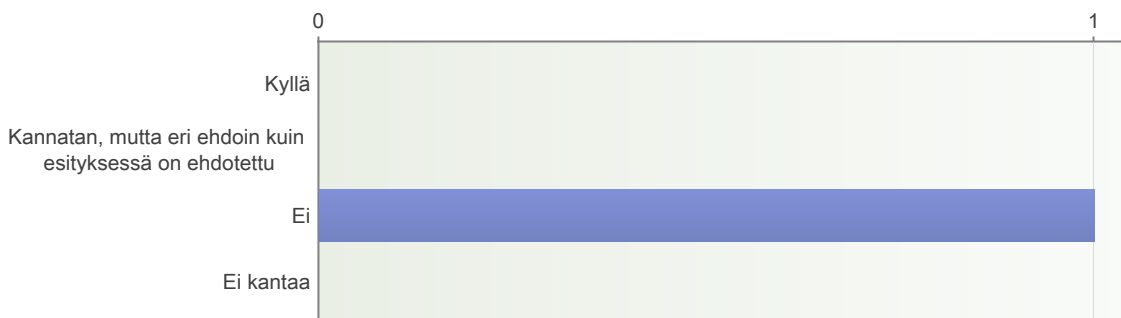 0 1
Kyllä
Kannatan, mutta eri ehdoin kuin
esityksessä on ehdotettu
Ei
Ei kantaa